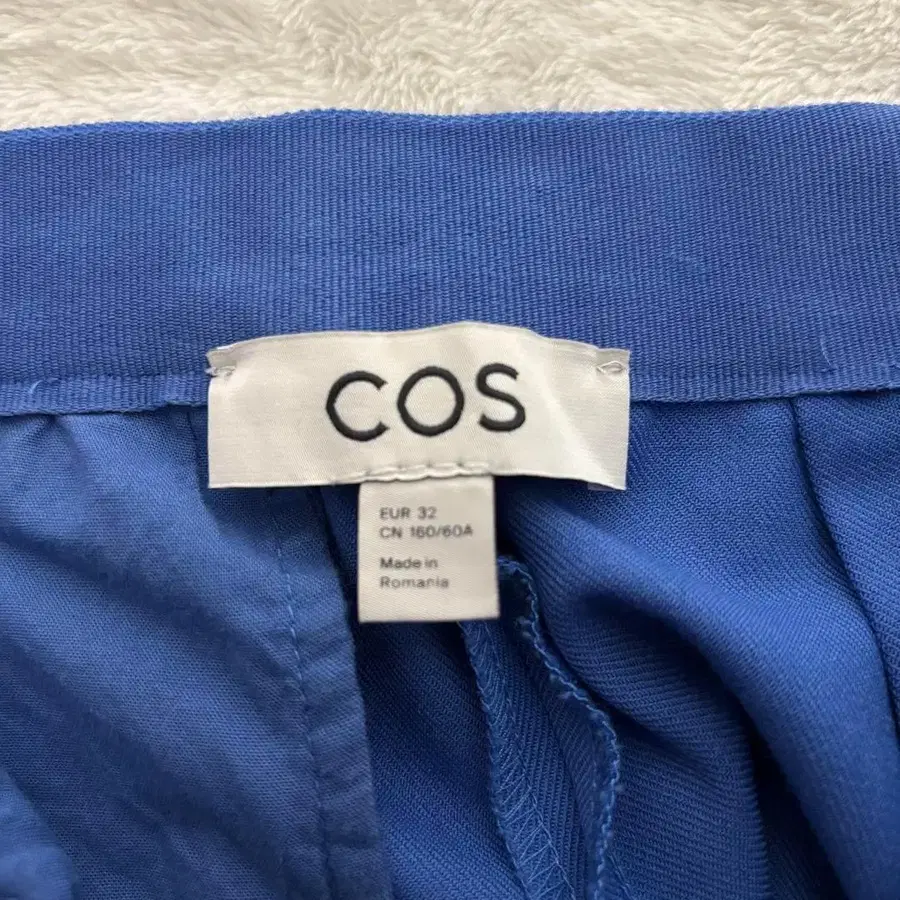 COS
EUR 32
CN 160/60A
Made in
Romania